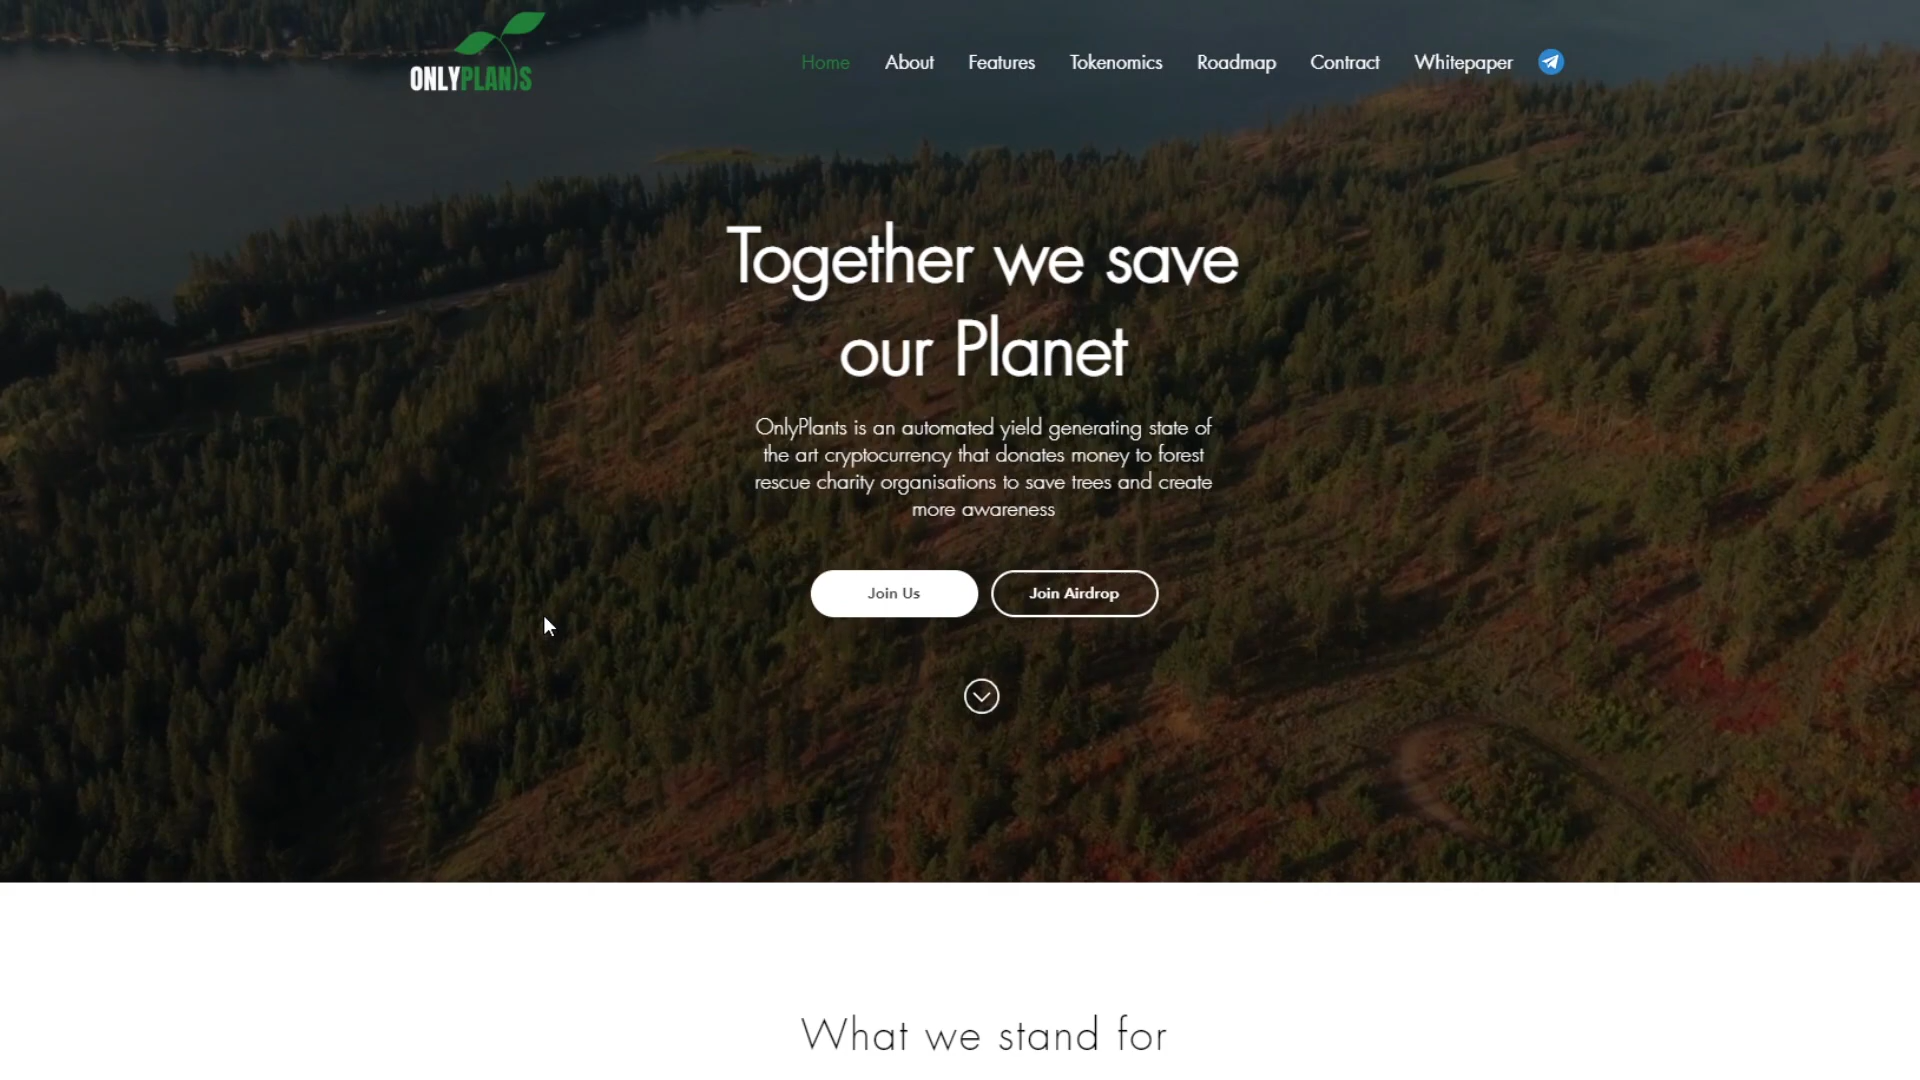 ONLYPLANTS
Home About Features Tokenomics Roadmap Contract Whitepaper
Together we save
our Planet
OnlyPlants is an automated yield generating state of
the art cryptocurrency that donates money to forest
rescue charity organisations to save trees and create
more awareness
Join Us Join Airdrop
What we stand for